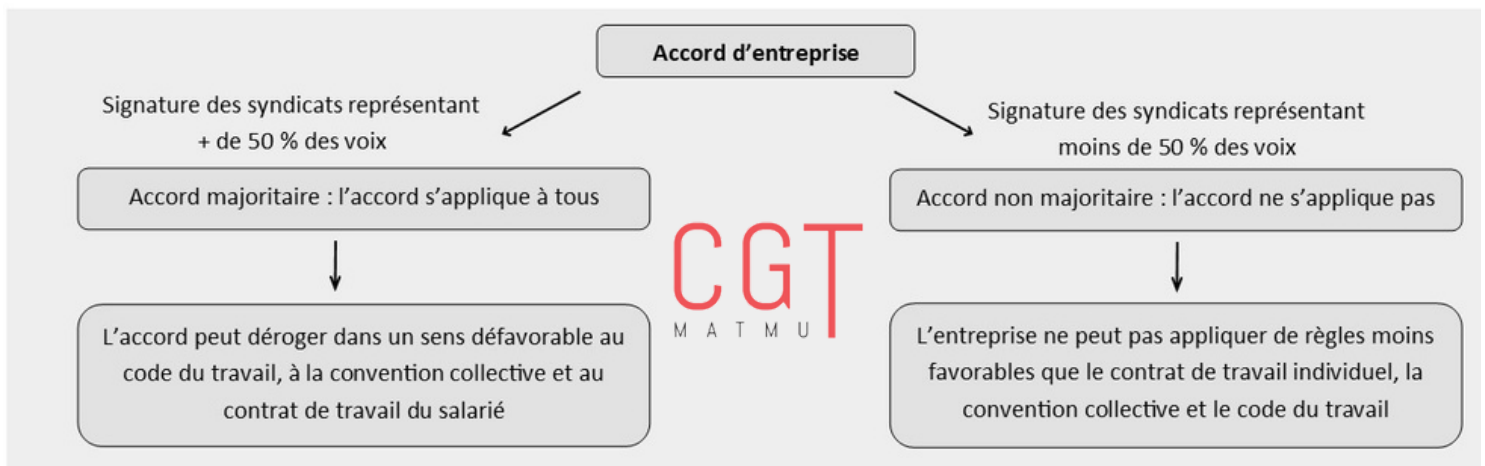 Accord d’entreprise
Signature des syndicats représentant
+ de 50 % des voix
Accord majoritaire : l’accord s’applique à tous
L’accord peut déroger dans un sens défavorable au
code du travail, à la convention collective et au
contrat de travail du salarié
CGT
MATMU
Signature des syndicats représentant
moins de 50 % des voix
Accord non majoritaire : l’accord ne s’applique pas
L’entreprise ne peut pas appliquer de règles moins
favorables que le contrat de travail individuel, la
convention collective et le code du travail